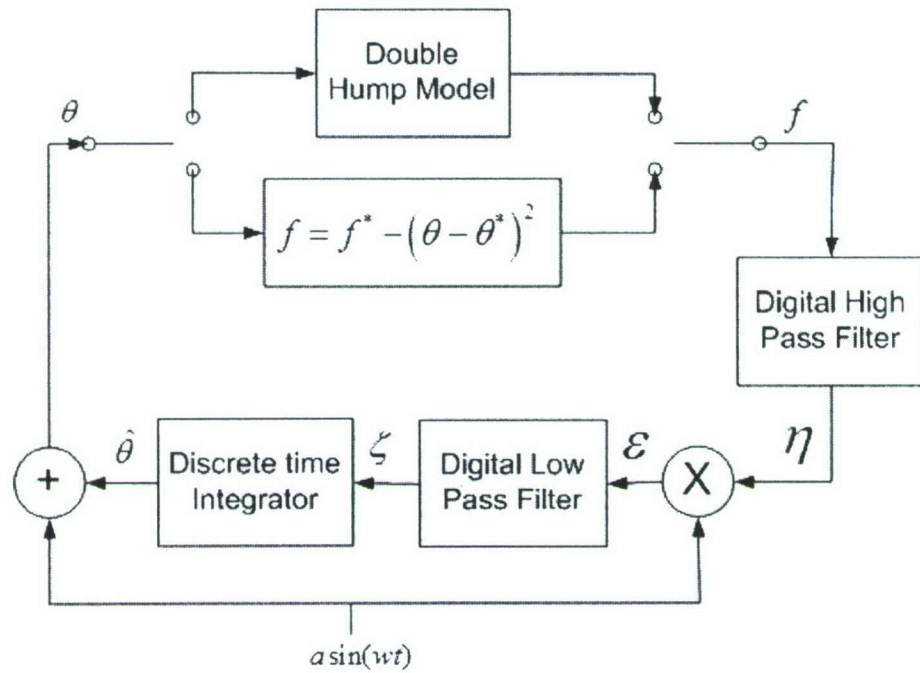 Double
Hump Model
θ
f
f = f* − (θ − θ*)²
Digital High
Pass Filter
η
ε
X
ζ
Digital Low
Pass Filter
θ̂
Discrete time
Integrator
+
a sin(wt)